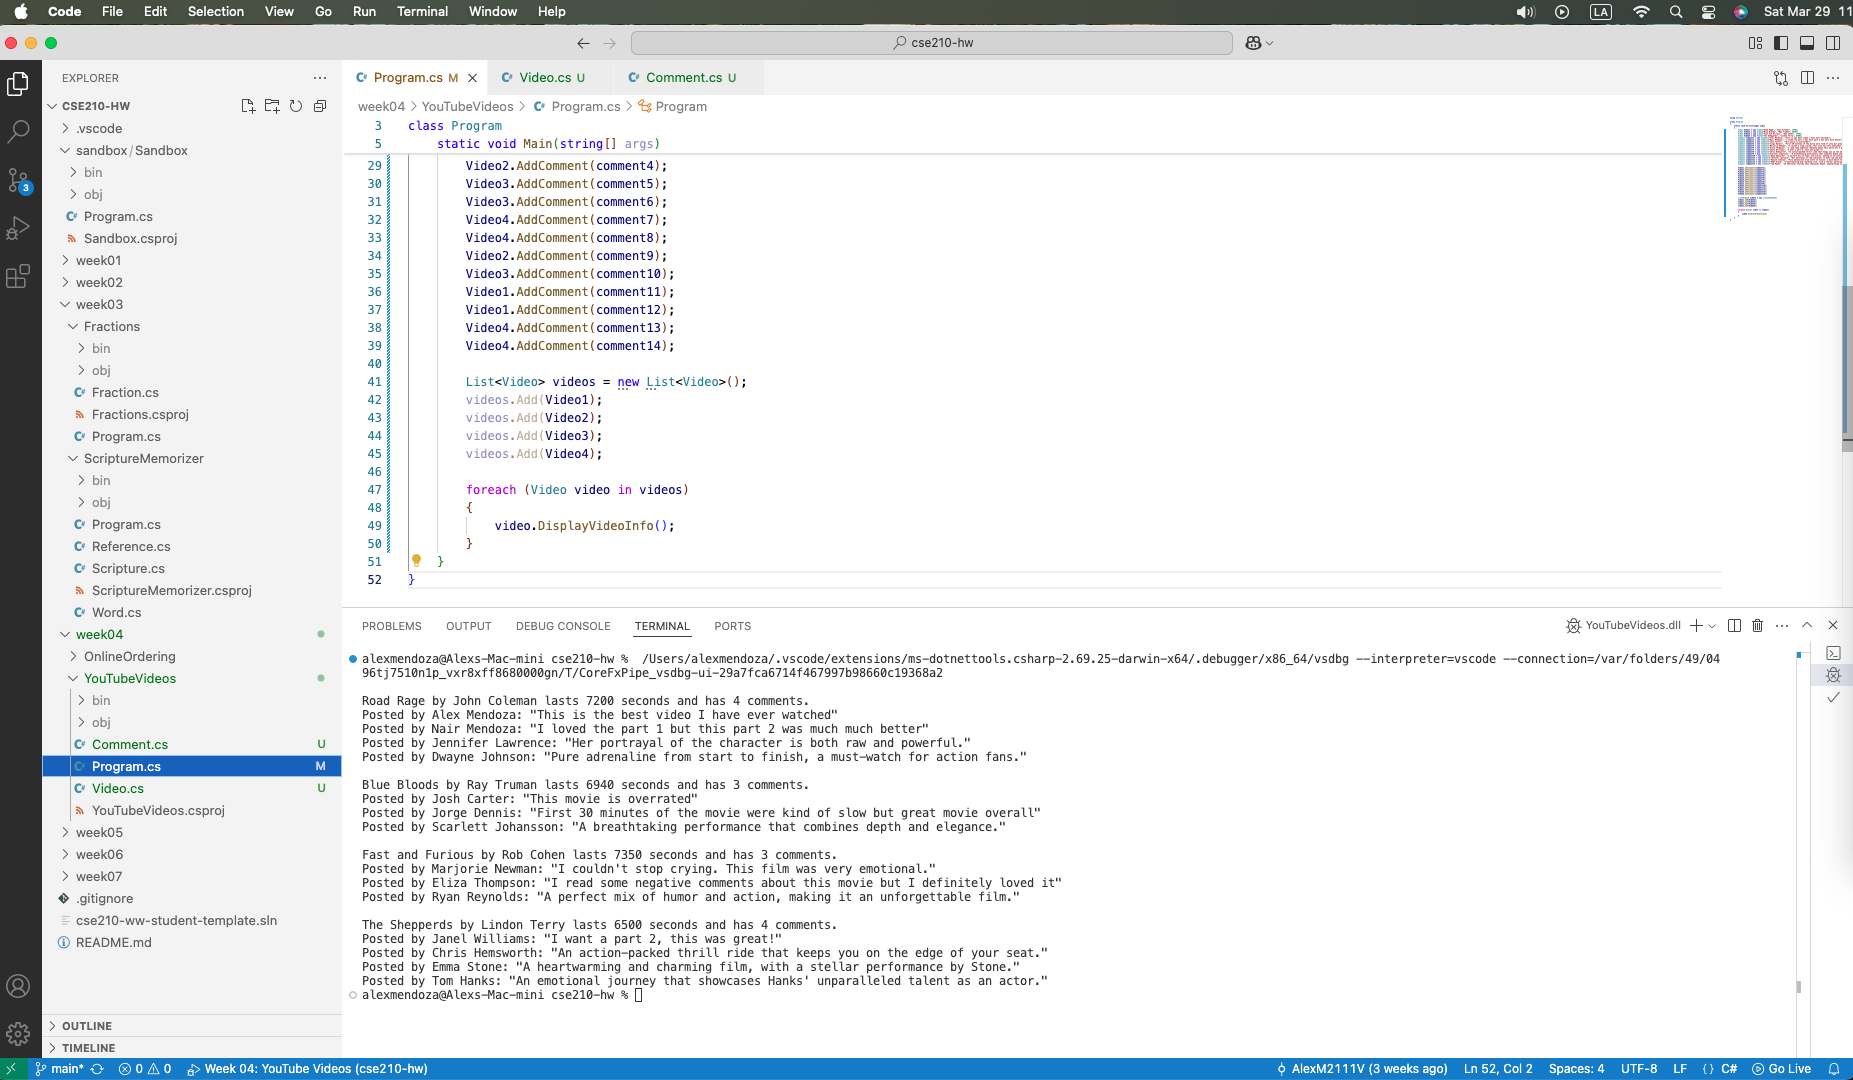 Code File Edit Selection View Go Run Terminal Window Help LA Sat Mar 29 11
cse210-hw
EXPLORER
CSE210-HW
.vscode
sandbox / Sandbox
bin
obj
Program.cs
Sandbox.csproj
week01
week02
week03
Fractions
bin
obj
Fraction.cs
Fractions.csproj
Program.cs
ScriptureMemorizer
bin
obj
Program.cs
Reference.cs
Scripture.cs
ScriptureMemorizer.csproj
Word.cs
week04
OnlineOrdering
YouTubeVideos
bin
obj
Comment.cs U
Program.cs M
Video.cs U
YouTubeVideos.csproj
week05
week06
week07
.gitignore
cse210-ww-student-template.sln
README.md
OUTLINE
TIMELINE
3
Program.cs M Video.cs U Comment.cs U
week04 > YouTubeVideos > Program.cs > Program
3 class Program
5 static void Main(string[] args)
29 Video2.AddComment(comment4);
30 Video3.AddComment(comment5);
31 Video3.AddComment(comment6);
32 Video4.AddComment(comment7);
33 Video4.AddComment(comment8);
34 Video2.AddComment(comment9);
35 Video3.AddComment(comment10);
36 Video1.AddComment(comment11);
37 Video1.AddComment(comment12);
38 Video4.AddComment(comment13);
39 Video4.AddComment(comment14);
40
41 List<Video> videos = new List<Video>();
42 videos.Add(Video1);
43 videos.Add(Video2);
44 videos.Add(Video3);
45 videos.Add(Video4);
46
47 foreach (Video video in videos)
48 {
49 video.DisplayVideoInfo();
50 }
51 }
52 }
PROBLEMS OUTPUT DEBUG CONSOLE TERMINAL PORTS YouTubeVideos.dll
alexmendoza@Alexs-Mac-mini cse210-hw % /Users/alexmendoza/.vscode/extensions/ms-dotnettools.csharp-2.69.25-darwin-x64/.debugger/x86_64/vsdbg --interpreter=vscode --connection=/var/folders/49/04
96tj7510n1p_vxr8xff8680000gn/T/CoreFxPipe_vsdbg-ui-29a7fca6714f467997b98660c19368a2
Road Rage by John Coleman lasts 7200 seconds and has 4 comments.
Posted by Alex Mendoza: "This is the best video I have ever watched"
Posted by Nair Mendoza: "I loved the part 1 but this part 2 was much much better"
Posted by Jennifer Lawrence: "Her portrayal of the character is both raw and powerful."
Posted by Dwayne Johnson: "Pure adrenaline from start to finish, a must-watch for action fans."
Blue Bloods by Ray Truman lasts 6940 seconds and has 3 comments.
Posted by Josh Carter: "This movie is overrated"
Posted by Jorge Dennis: "First 30 minutes of the movie were kind of slow but great movie overall"
Posted by Scarlett Johansson: "A breathtaking performance that combines depth and elegance."
Fast and Furious by Rob Cohen lasts 7350 seconds and has 3 comments.
Posted by Marjorie Newman: "I couldn't stop crying. This film was very emotional."
Posted by Eliza Thompson: "I read some negative comments about this movie but I definitely loved it"
Posted by Ryan Reynolds: "A perfect mix of humor and action, making it an unforgettable film."
The Shepperds by Lindon Terry lasts 6500 seconds and has 4 comments.
Posted by Janel Williams: "I want a part 2, this was great!"
Posted by Chris Hemsworth: "An action-packed thrill ride that keeps you on the edge of your seat."
Posted by Emma Stone: "A heartwarming and charming film, with a stellar performance by Stone."
Posted by Tom Hanks: "An emotional journey that showcases Hanks' unparalleled talent as an actor."
alexmendoza@Alexs-Mac-mini cse210-hw %
main* 0 0 Week 04: YouTube Videos (cse210-hw) AlexM2111V (3 weeks ago) Ln 52, Col 2 Spaces: 4 UTF-8 LF {} C# Go Live